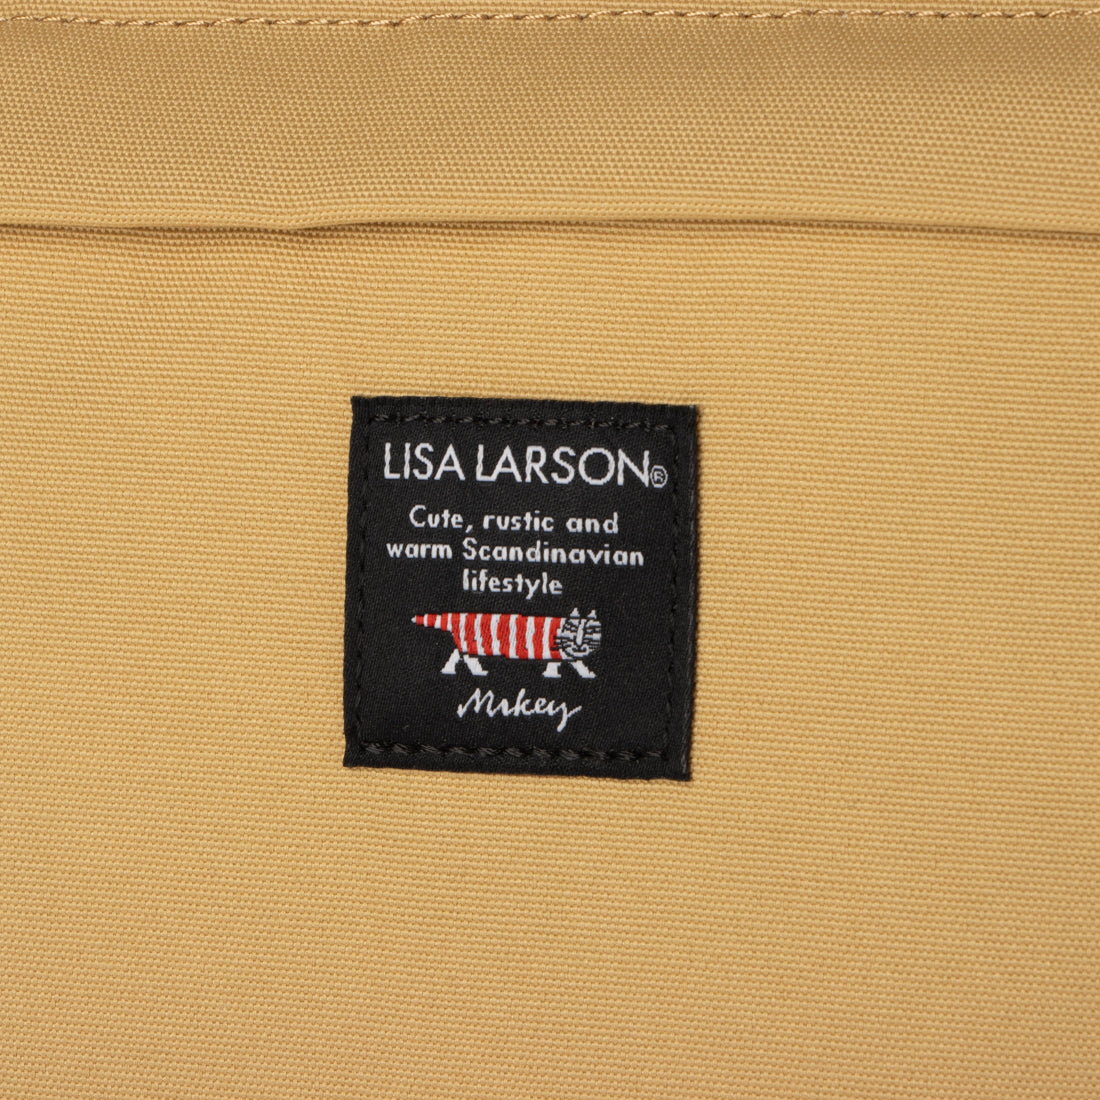 LISA LARSON®
Cute, rustic and
warm Scandinavian
lifestyle
Mikey